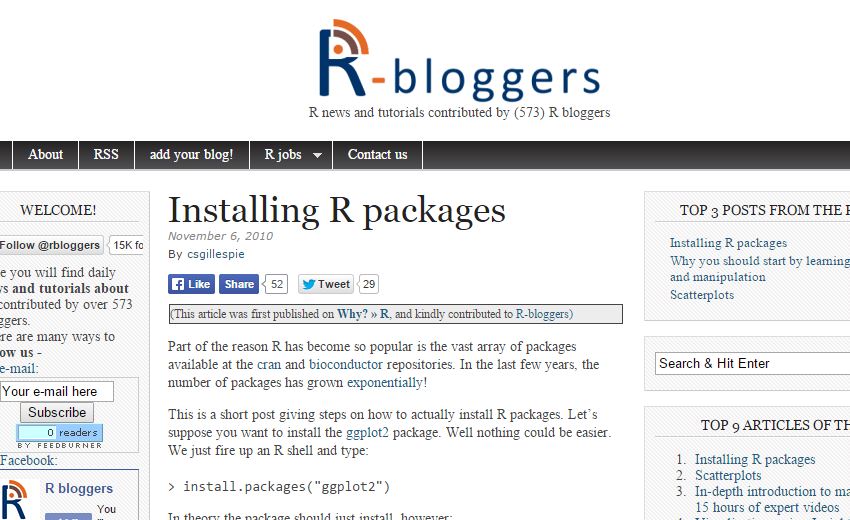 R-bloggers
R news and tutorials contributed by (573) R bloggers
About RSS add your blog! R jobs Contact us
WELCOME!
Follow @rbloggers 15K
e you will find daily
s and tutorials about
contributed by over 573
ggers.
ere are many ways to
ow us -
e-mail:
Your e-mail here
Subscribe
0 readers
BY FEEDBURNER
Facebook:
R bloggers
You
Installing R packages
November 6, 2010
By csgillespie
Like Share 52 Tweet 29
(This article was first published on Why? » R, and kindly contributed to R-bloggers)
Part of the reason R has become so popular is the vast array of packages
available at the cran and bioconductor repositories. In the last few years, the
number of packages has grown exponentially!
This is a short post giving steps on how to actually install R packages. Let's
suppose you want to install the ggplot2 package. Well nothing could be easier.
We just fire up an R shell and type:
> install.packages("ggplot2")
In theory the package should just install, however:
TOP 3 POSTS FROM THE
Installing R packages
Why you should start by learning
and manipulation
Scatterplots
Search & Hit Enter
TOP 9 ARTICLES OF TH
1. Installing R packages
2. Scatterplots
3. In-depth introduction to ma
15 hours of expert videos